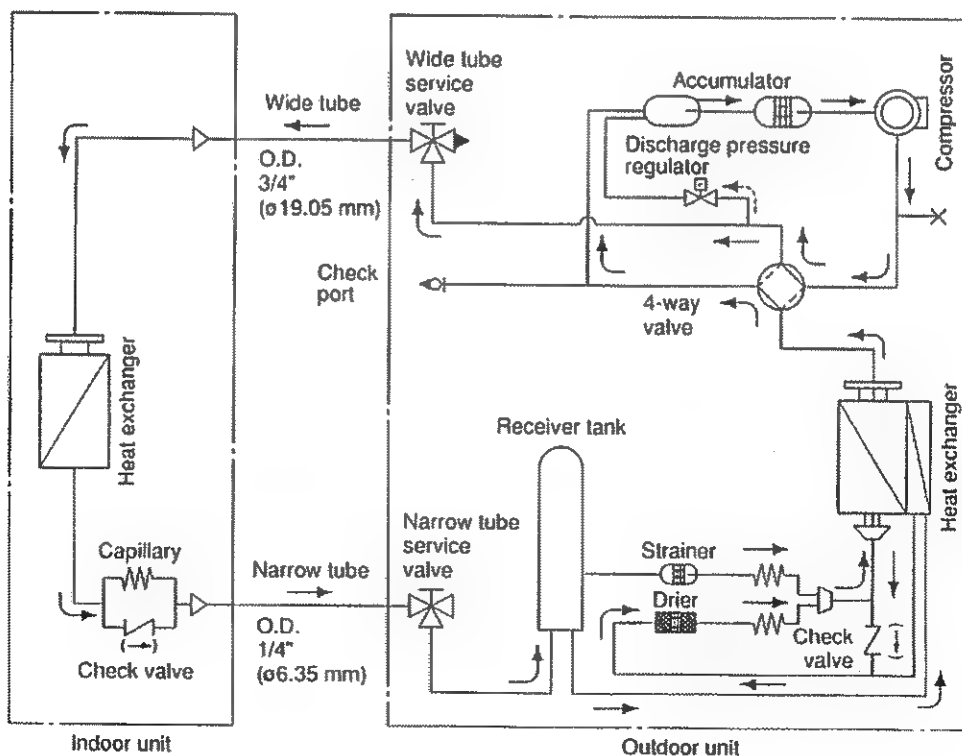 Wide tube
O.D.
3/4"
(ø19.05 mm)
Wide tube
service
valve
Accumulator
Compressor
Discharge pressure
regulator
Check
port
4-way
valve
Heat exchanger
Capillary
Check valve
Narrow tube
O.D.
1/4"
(ø6.35 mm)
Narrow tube
service
valve
Receiver tank
Strainer
Drier
Check
valve
Heat exchanger
Indoor unit
Outdoor unit